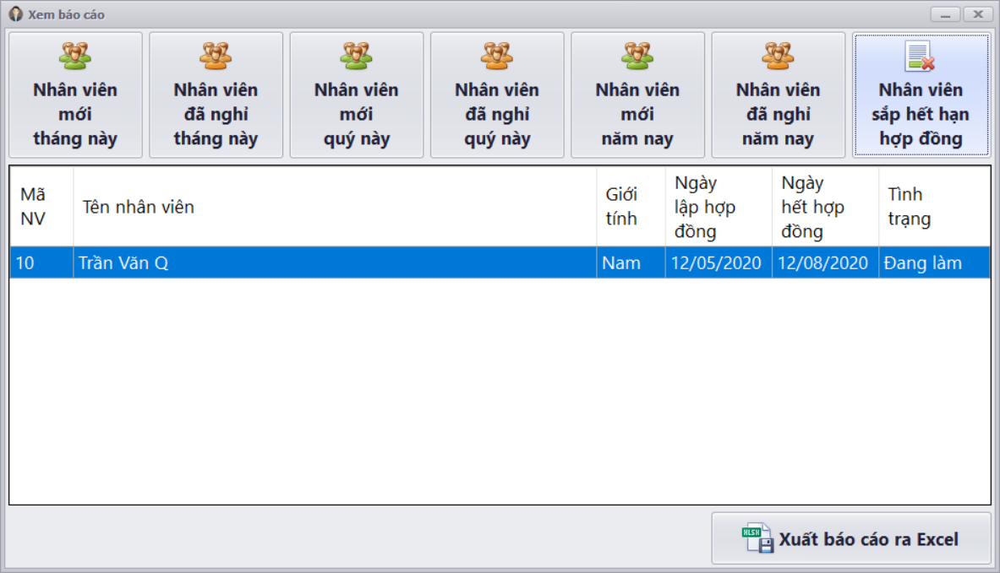 Xem báo cáo
Nhân viên
mới
tháng này
Nhân viên
đã nghỉ
tháng này
Nhân viên
mới
quý này
Nhân viên
đã nghỉ
quý này
Nhân viên
mới
năm nay
Nhân viên
đã nghỉ
năm nay
Nhân viên
sắp hết hạn
hợp đồng
Mã
NV
Tên nhân viên
Giới
tính
Ngày
lập hợp
đồng
Ngày
hết hợp
đồng
Tình
trạng
10 Trần Văn Q Nam 12/05/2020 12/08/2020 Đang làm
XLSX
Xuất báo cáo ra Excel